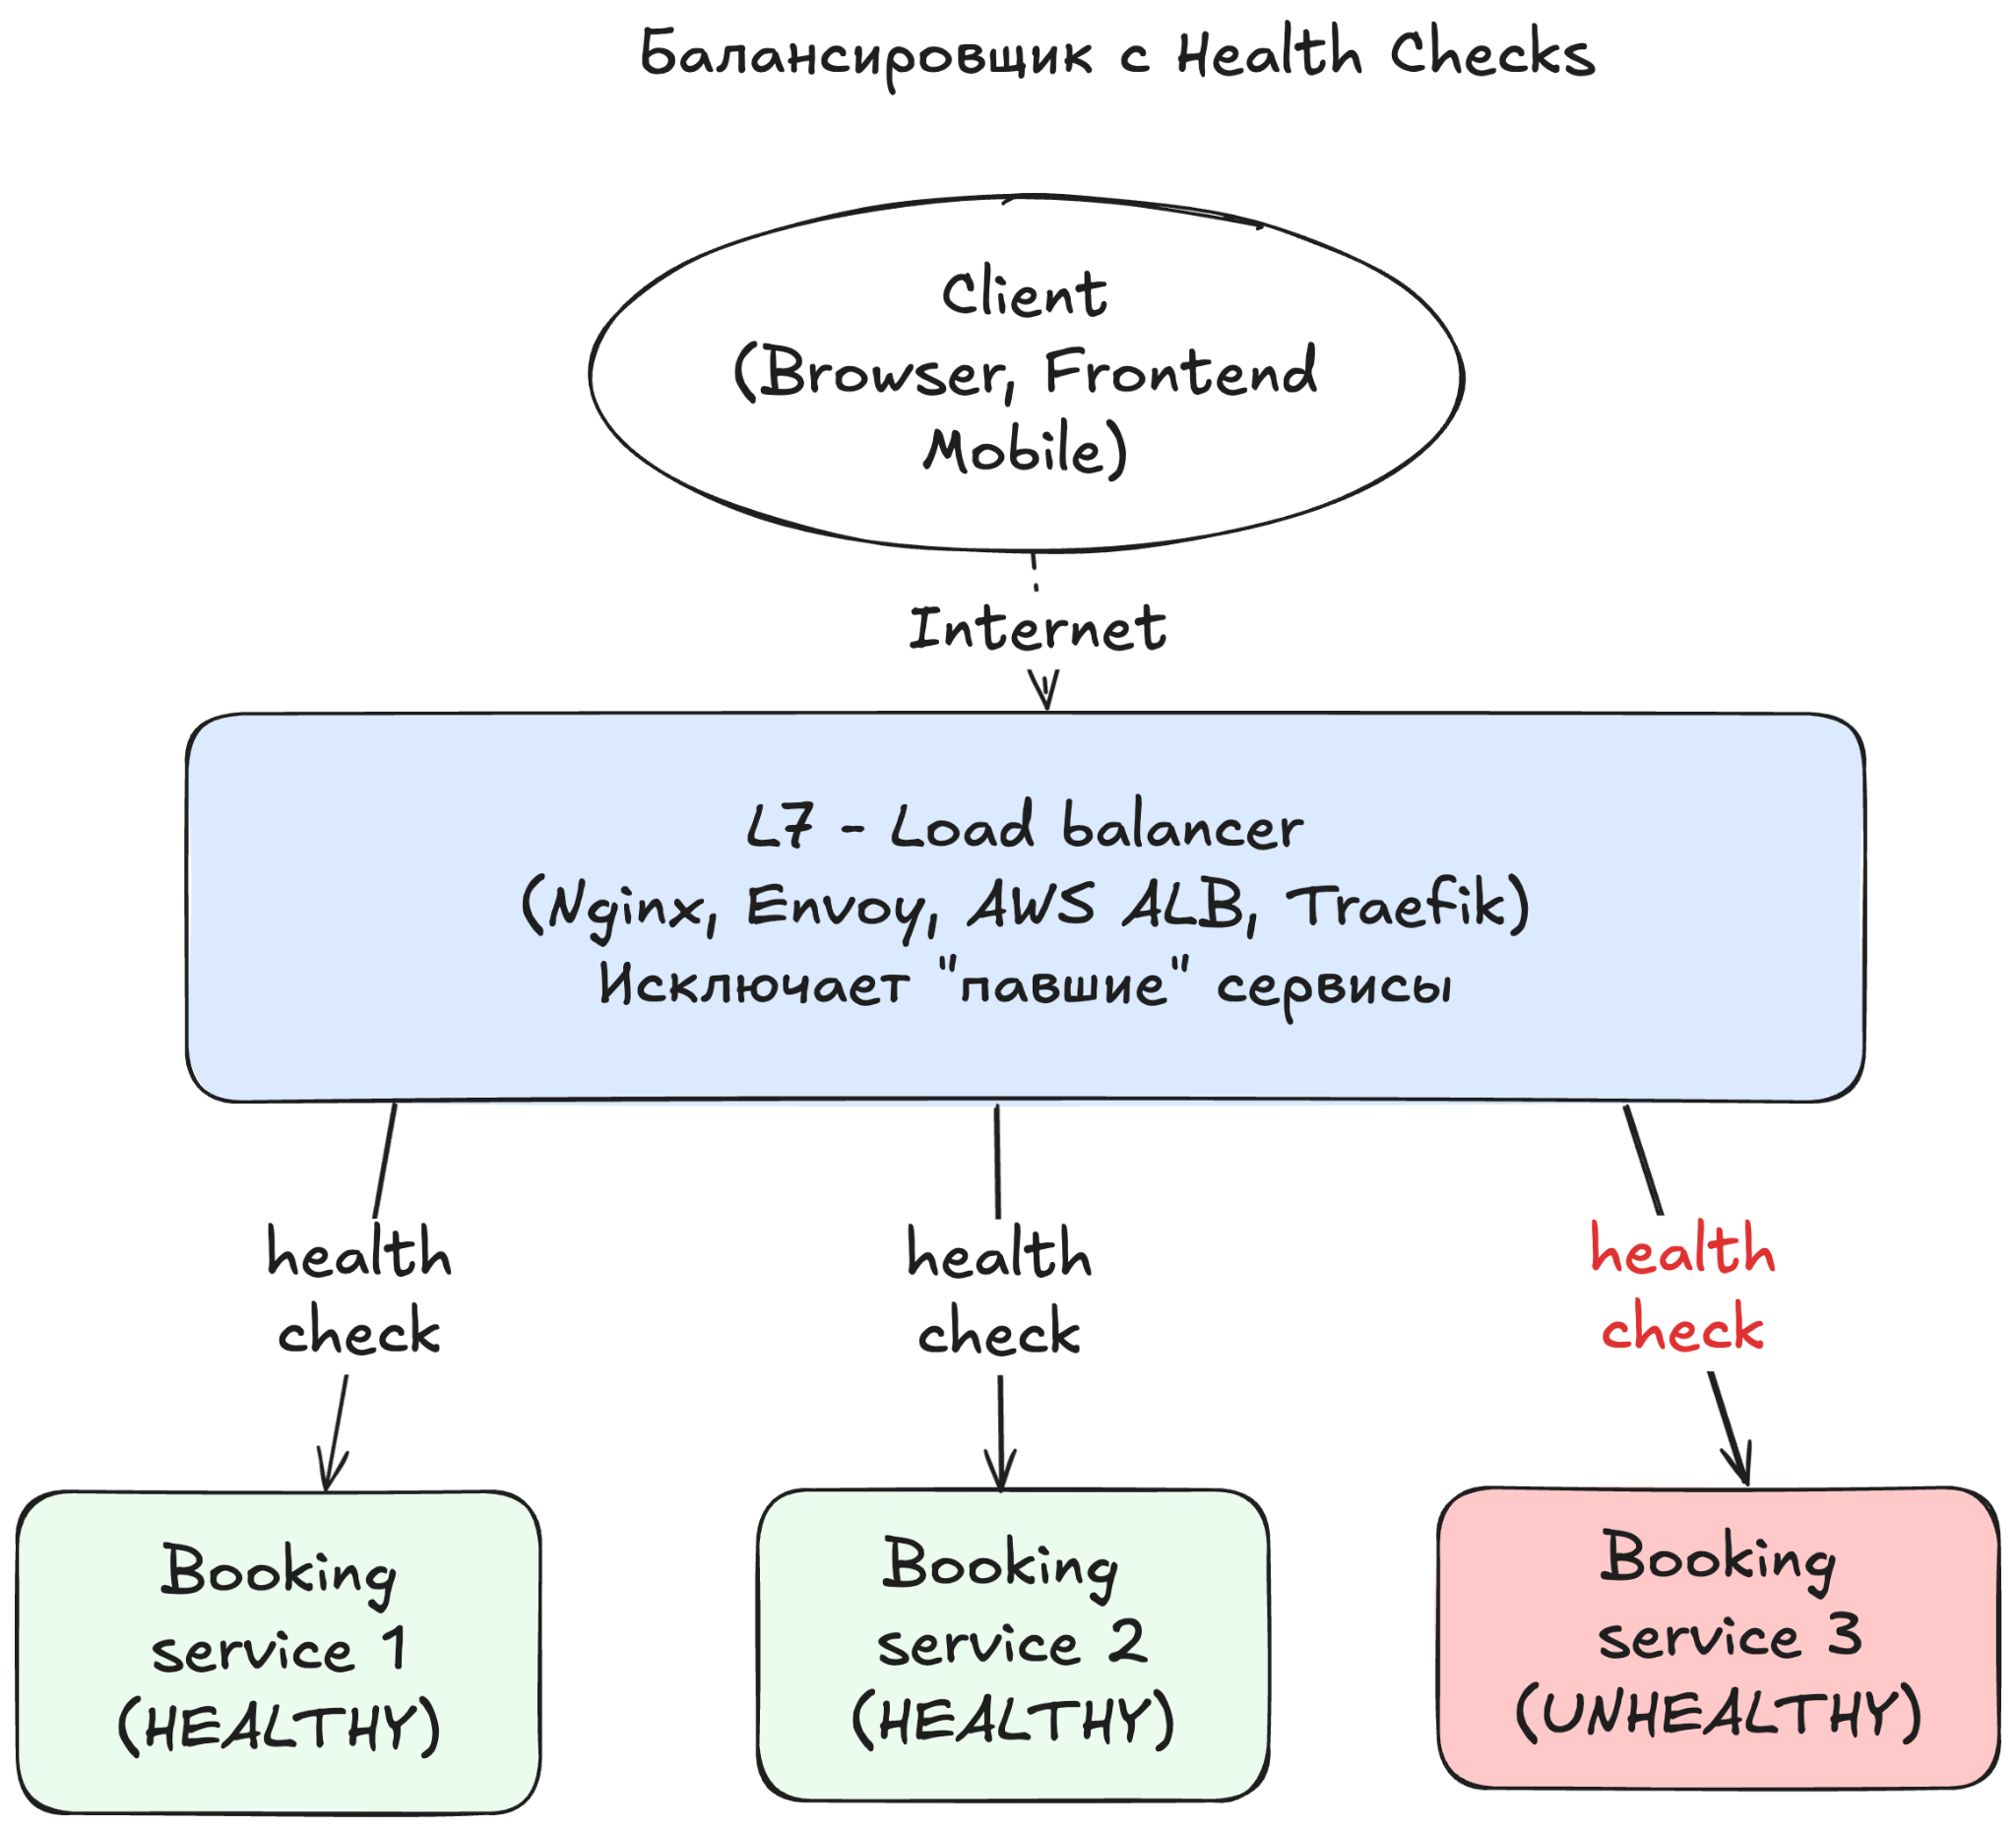 Балансировщик с Health Checks
Client
(Browser, Frontend
Mobile)
Internet
L7 - Load balancer
(Nginx, Envoy, AWS ALB, Traefik)
Исключает "павшие" сервисы
health
check
health
check
health
check
Booking
service 1
(HEALTHY)
Booking
service 2
(HEALTHY)
Booking
service 3
(UNHEALTHY)